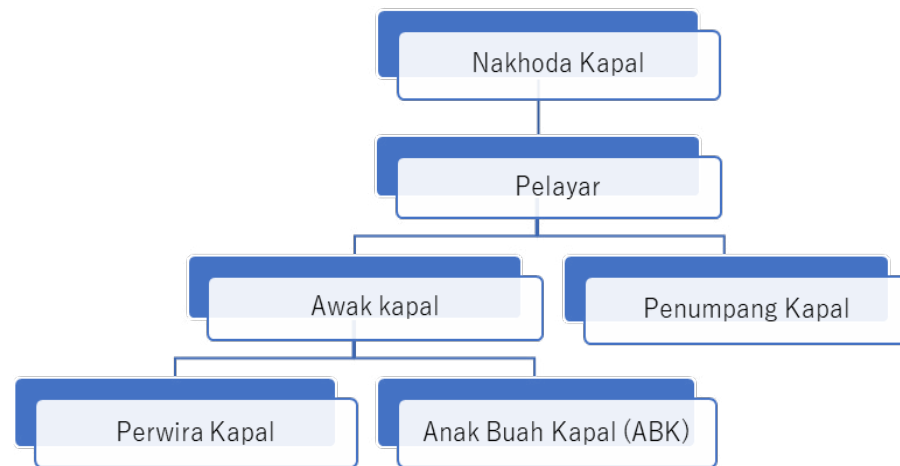 Nakhoda Kapal
Pelayar
Awak kapal
Penumpang Kapal
Perwira Kapal
Anak Buah Kapal (ABK)